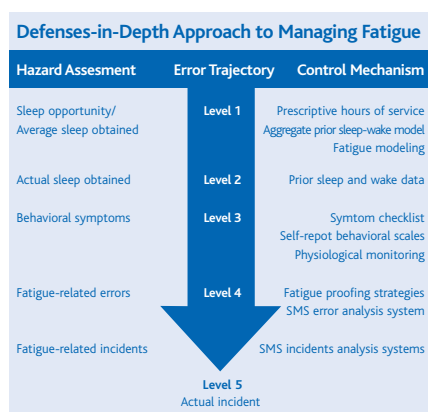 Defenses-in-Depth Approach to Managing Fatigue
Hazard Assesment Error Trajectory Control Mechanism
Sleep opportunity/ Level 1 Prescriptive hours of service
Average sleep obtained Aggregate prior sleep-wake model
Fatigue modeling
Actual sleep obtained Level 2 Prior sleep and wake data
Behavioral symptoms Level 3 Symtom checklist
Self-repot behavioral scales
Physiological monitoring
Fatigue-related errors Level 4 Fatigue proofing strategies
SMS error analysis system
Fatigue-related incidents SMS incidents analysis systems
Level 5
Actual incident